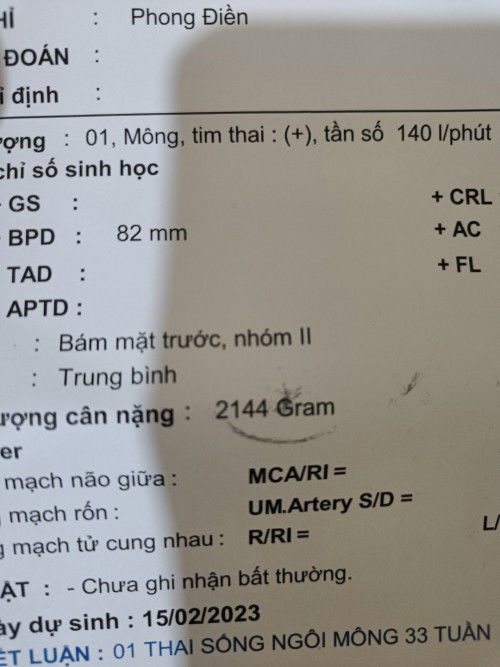 HỈ : Phong Điền
ĐOÁN :
ỉ định :
ượng : 01, Mông, tim thai : (+), tần số 140 l/phút
chỉ số sinh học
GS : + CRL
BPD : 82 mm + AC
TAD : + FL
APTD :
: Bám mặt trước, nhóm II
: Trung bình
ượng cân nặng : 2144 Gram
er
mạch não giữa : MCA/RI =
mạch rốn : UM.Artery S/D =
g mạch tử cung nhau : R/RI = L/
ẬT : - Chưa ghi nhận bất thường.
ày dự sinh : 15/02/2023
ẾT LUẬN : 01 THAI SỐNG NGÔI MÔNG 33 TUẦN